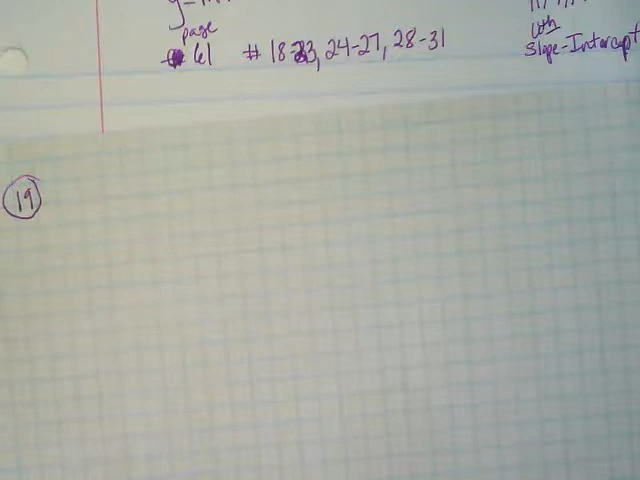 page
61 # 18-23, 24-27, 28-31
with
Slope-Intercept
19